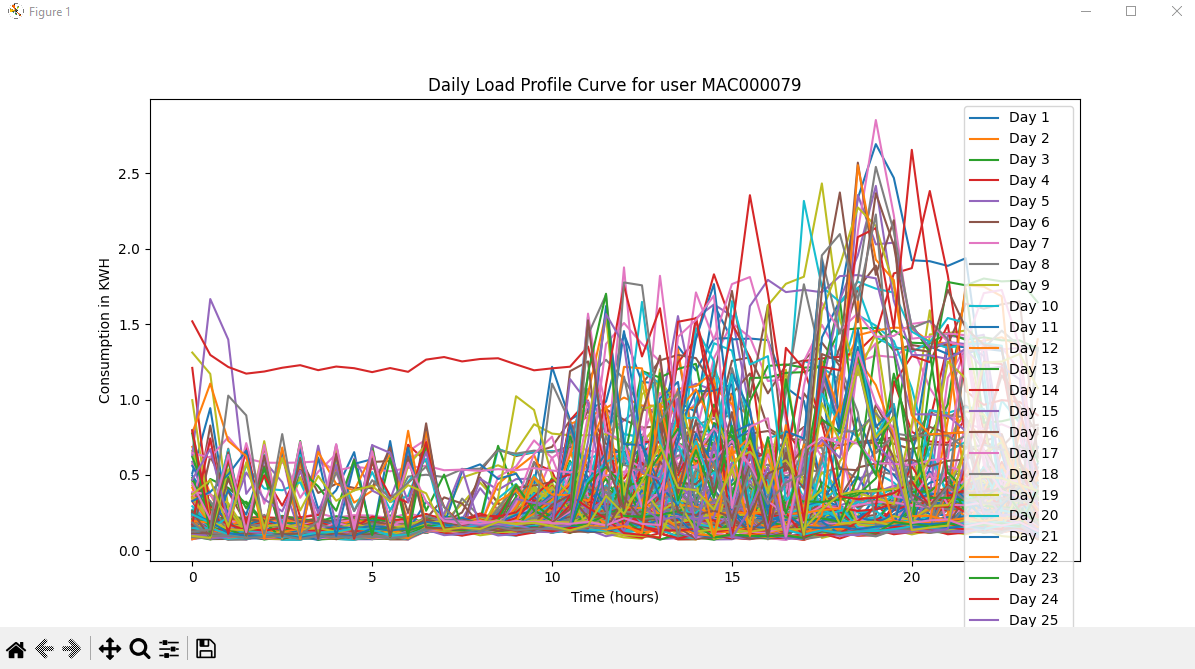 Figure 1
Daily Load Profile Curve for user MAC000079
Consumption in KWH
2.5
2.0
1.5
1.0
0.5
0.0
0
5
10
15
20
Time (hours)
Day 1
Day 2
Day 3
Day 4
Day 5
Day 6
Day 7
Day 8
Day 9
Day 10
Day 11
Day 12
Day 13
Day 14
Day 15
Day 16
Day 17
Day 18
Day 19
Day 20
Day 21
Day 22
Day 23
Day 24
Day 25